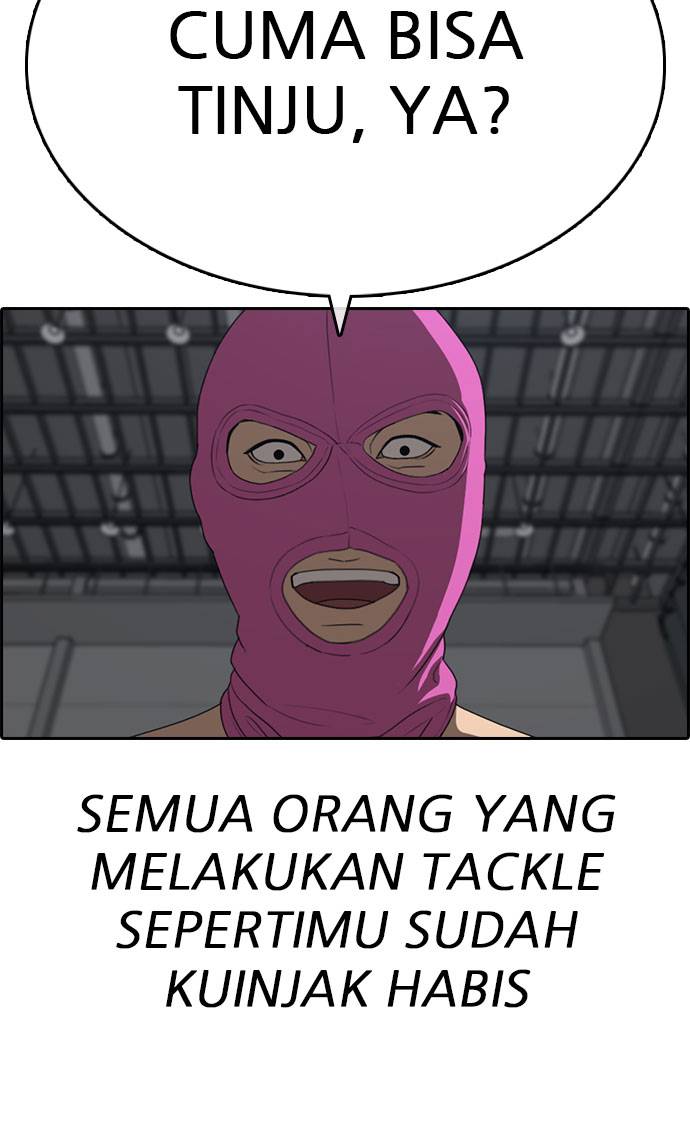 CUMA BISA
TINJU, YA?
SEMUA ORANG YANG
MELAKUKAN TACKLE
SEPERTIMU SUDAH
KUINJAK HABIS